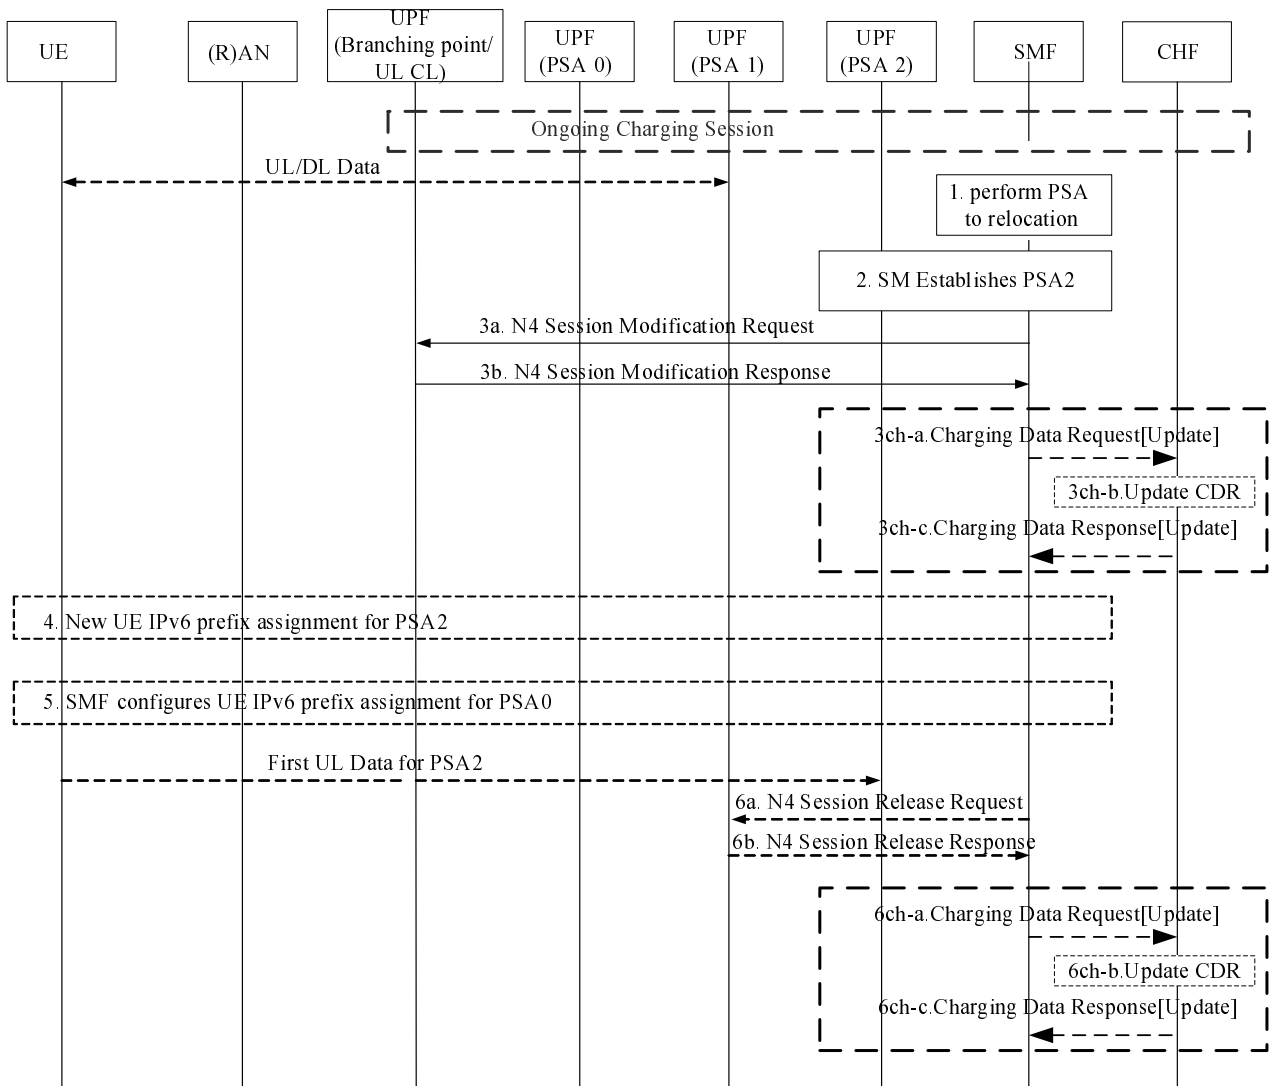 UE
(R)AN
UPF
(Branching point/
UL CL)
UPF
(PSA 0)
UPF
(PSA 1)
UPF
(PSA 2)
SMF
CHF
Ongoing Charging Session
UL/DL Data
1. perform PSA
to relocation
2. SM Establishes PSA2
3a. N4 Session Modification Request
3b. N4 Session Modification Response
3ch-a.Charging Data Request[Update]
3ch-b.Update CDR
3ch-c.Charging Data Response[Update]
4. New UE IPv6 prefix assignment for PSA2
5. SMF configures UE IPv6 prefix assignment for PSA0
First UL Data for PSA2
6a. N4 Session Release Request
6b. N4 Session Release Response
6ch-a.Charging Data Request[Update]
6ch-b.Update CDR
6ch-c.Charging Data Response[Update]